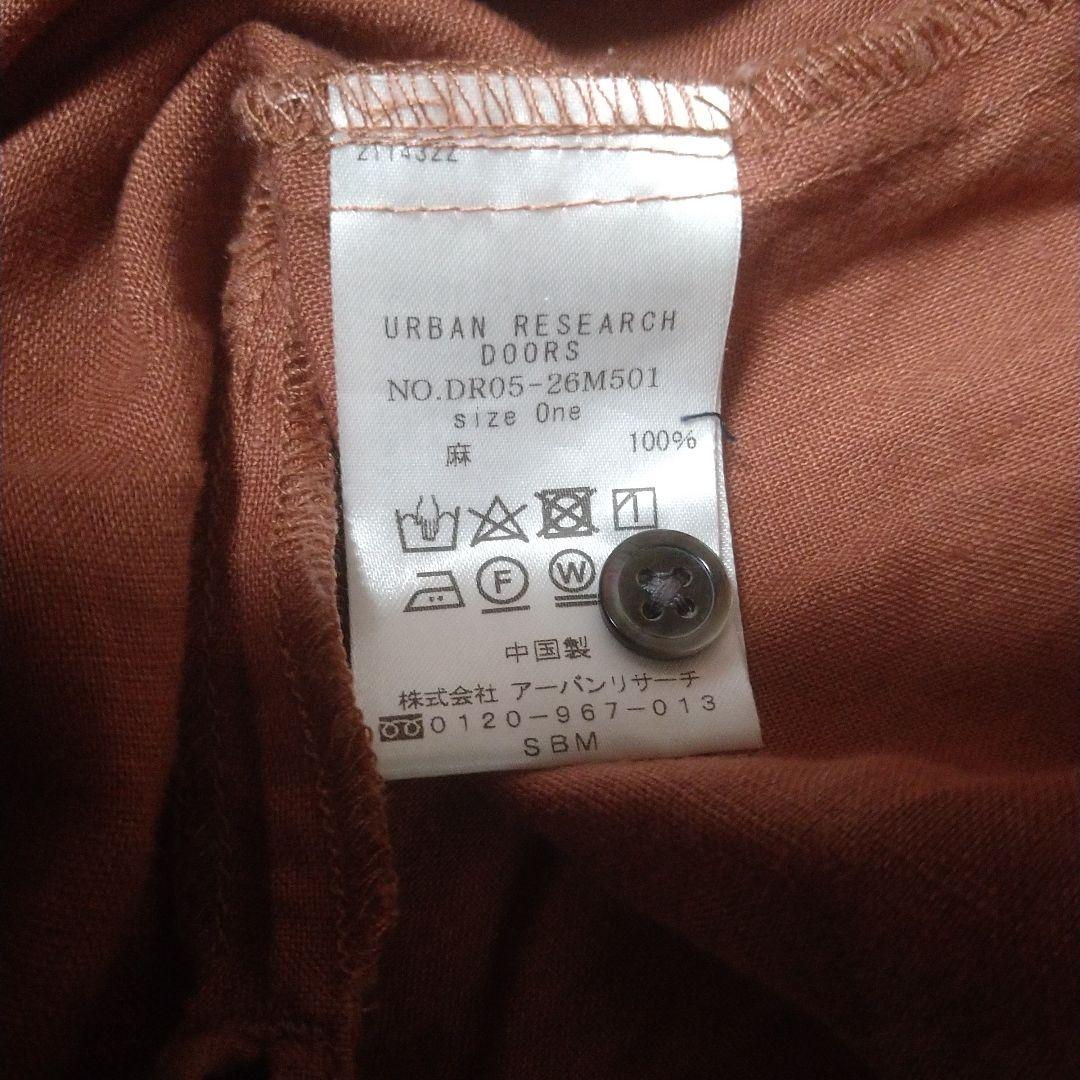 2114322
URBAN RESEARCH
DOORS
NO.DR05-26M501
size One
麻 100%
F W
中国製
株式会社 アーバンリサーチ
0120-967-013
SBM